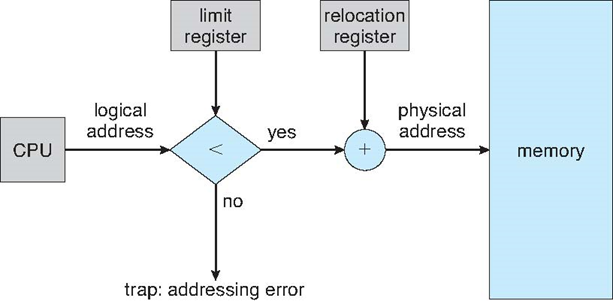 limit
register
relocation
register
logical
address
physical
address
CPU
<
yes
+
memory
no
trap: addressing error